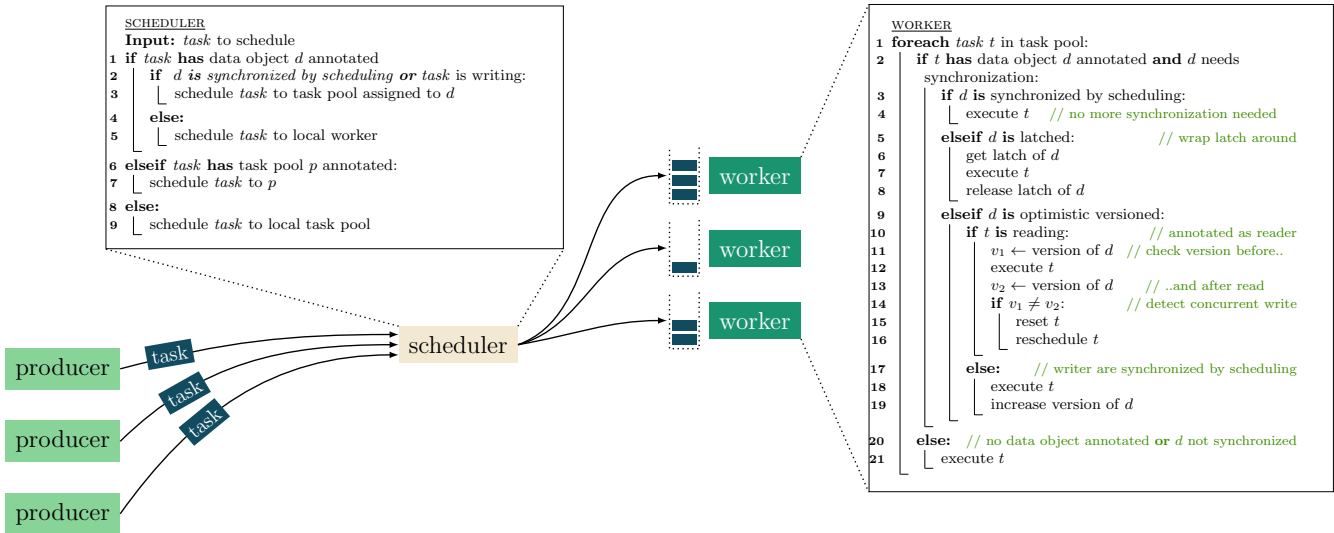 SCHEDULER
Input: task to schedule
1 if task has data object d annotated
2 if d is synchronized by scheduling or task is writing:
3 schedule task to task pool assigned to d
4 else:
5 schedule task to local worker
6 elseif task has task pool p annotated:
7 schedule task to p
8 else:
9 schedule task to local task pool
producer
producer
producer
task
task
task
scheduler
worker
worker
worker
WORKER
1 foreach task t in task pool:
2 if t has data object d annotated and d needs
synchronization:
3 if d is synchronized by scheduling:
4 execute t // no more synchronization needed
5 elseif d is latched: // wrap latch around
6 get latch of d
7 execute t
8 release latch of d
9 elseif d is optimistic versioned:
10 if t is reading: // annotated as reader
11 v1 ← version of d // check version before..
12 execute t
13 v2 ← version of d // ..and after read
14 if v1 ≠ v2: // detect concurrent write
15 reset t
16 reschedule t
17 else: // writer are synchronized by scheduling
18 execute t
19 increase version of d
20 else: // no data object annotated or d not synchronized
21 execute t